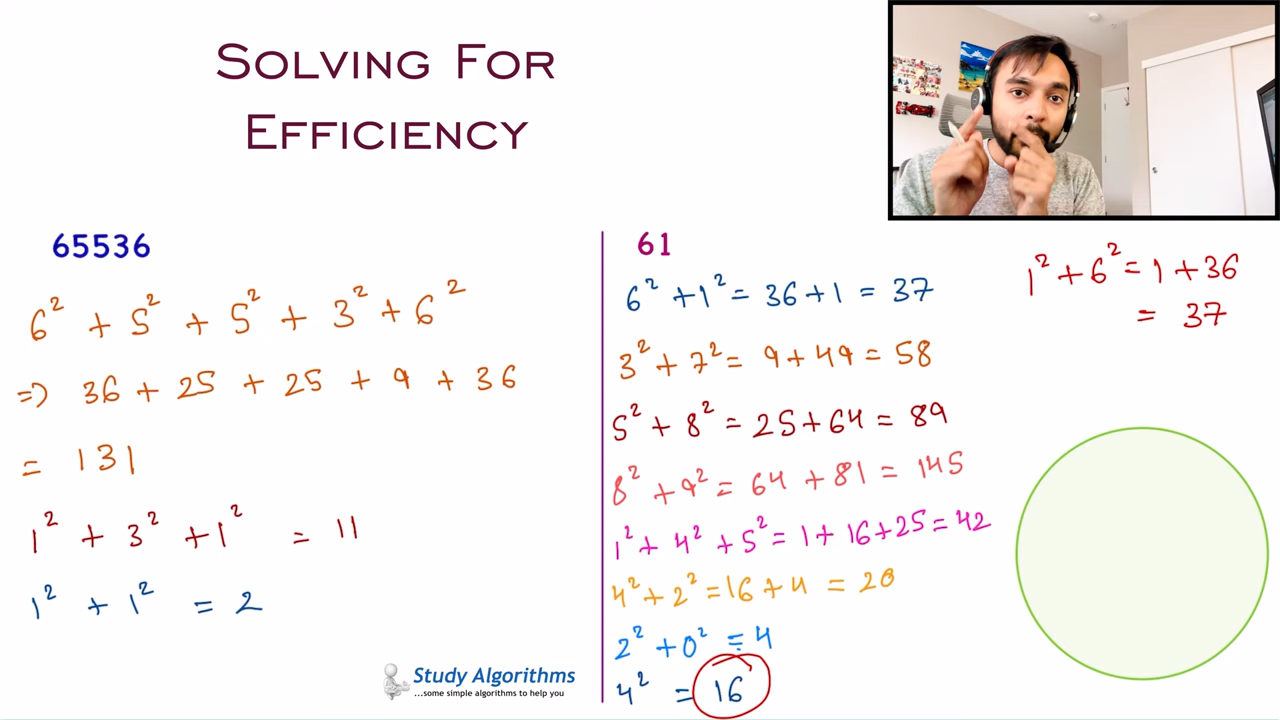 SOLVING FOR
EFFICIENCY
65536
6² + 5² + 5² + 3² + 6²
=> 36 + 25 + 25 + 9 + 36
= 131
1² + 3² + 1² = 11
1² + 1² = 2
61
6² + 1² = 36 + 1 = 37
3² + 7² = 9 + 49 = 58
5² + 8² = 25 + 64 = 89
8² + 9² = 64 + 81 = 145
1² + 4² + 5² = 1 + 16 + 25 = 42
4² + 2² = 16 + 4 = 20
2² + 0² = 4
4² = 16
1² + 6² = 1 + 36
= 37
Study Algorithms
...some simple algorithms to help you